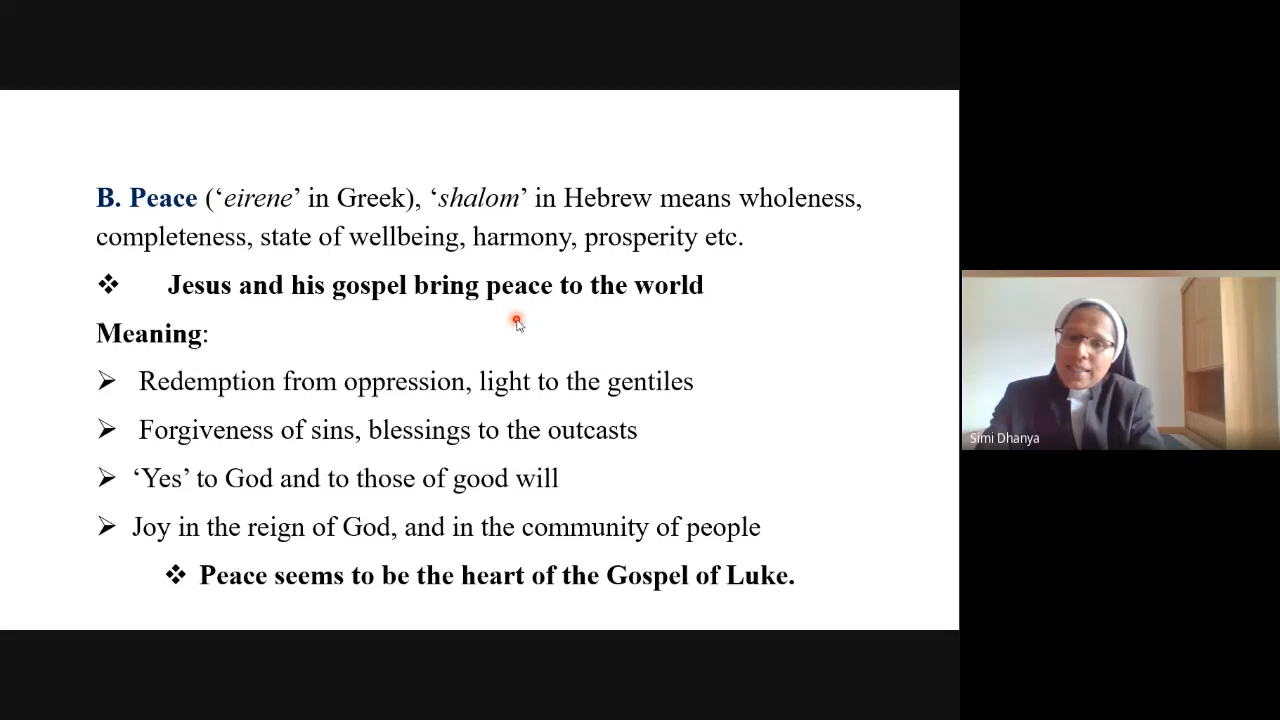 B. Peace (‘eirene’ in Greek), ‘shalom’ in Hebrew means wholeness,
completeness, state of wellbeing, harmony, prosperity etc.
❖ Jesus and his gospel bring peace to the world
Meaning:
➢ Redemption from oppression, light to the gentiles
➢ Forgiveness of sins, blessings to the outcasts
➢ ‘Yes’ to God and to those of good will
➢ Joy in the reign of God, and in the community of people
❖ Peace seems to be the heart of the Gospel of Luke.
Simi Dhanya